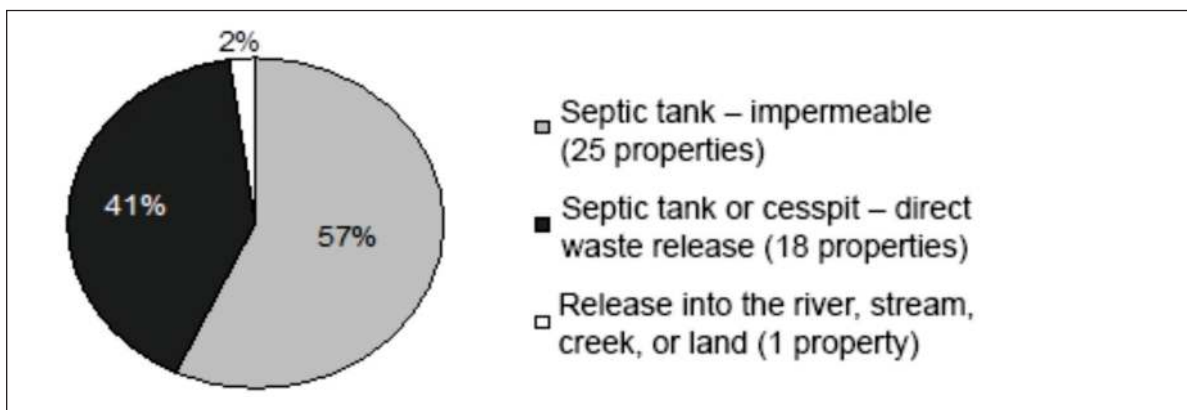 2%
41%
57%
Septic tank – impermeable
(25 properties)
Septic tank or cesspit – direct
waste release (18 properties)
Release into the river, stream,
creek, or land (1 property)